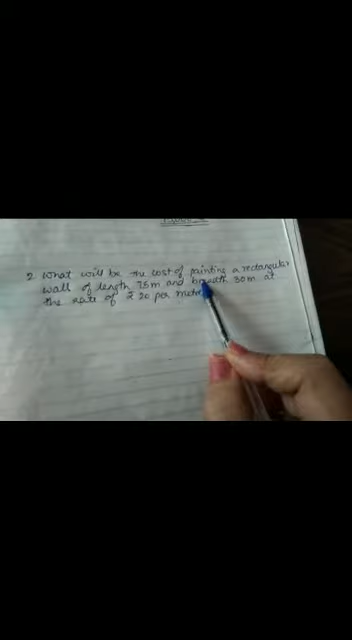 2 What will be the cost of painting a rectangular
wall of length 75m and breadth 30m at
the rate of ₹ 20 per metre